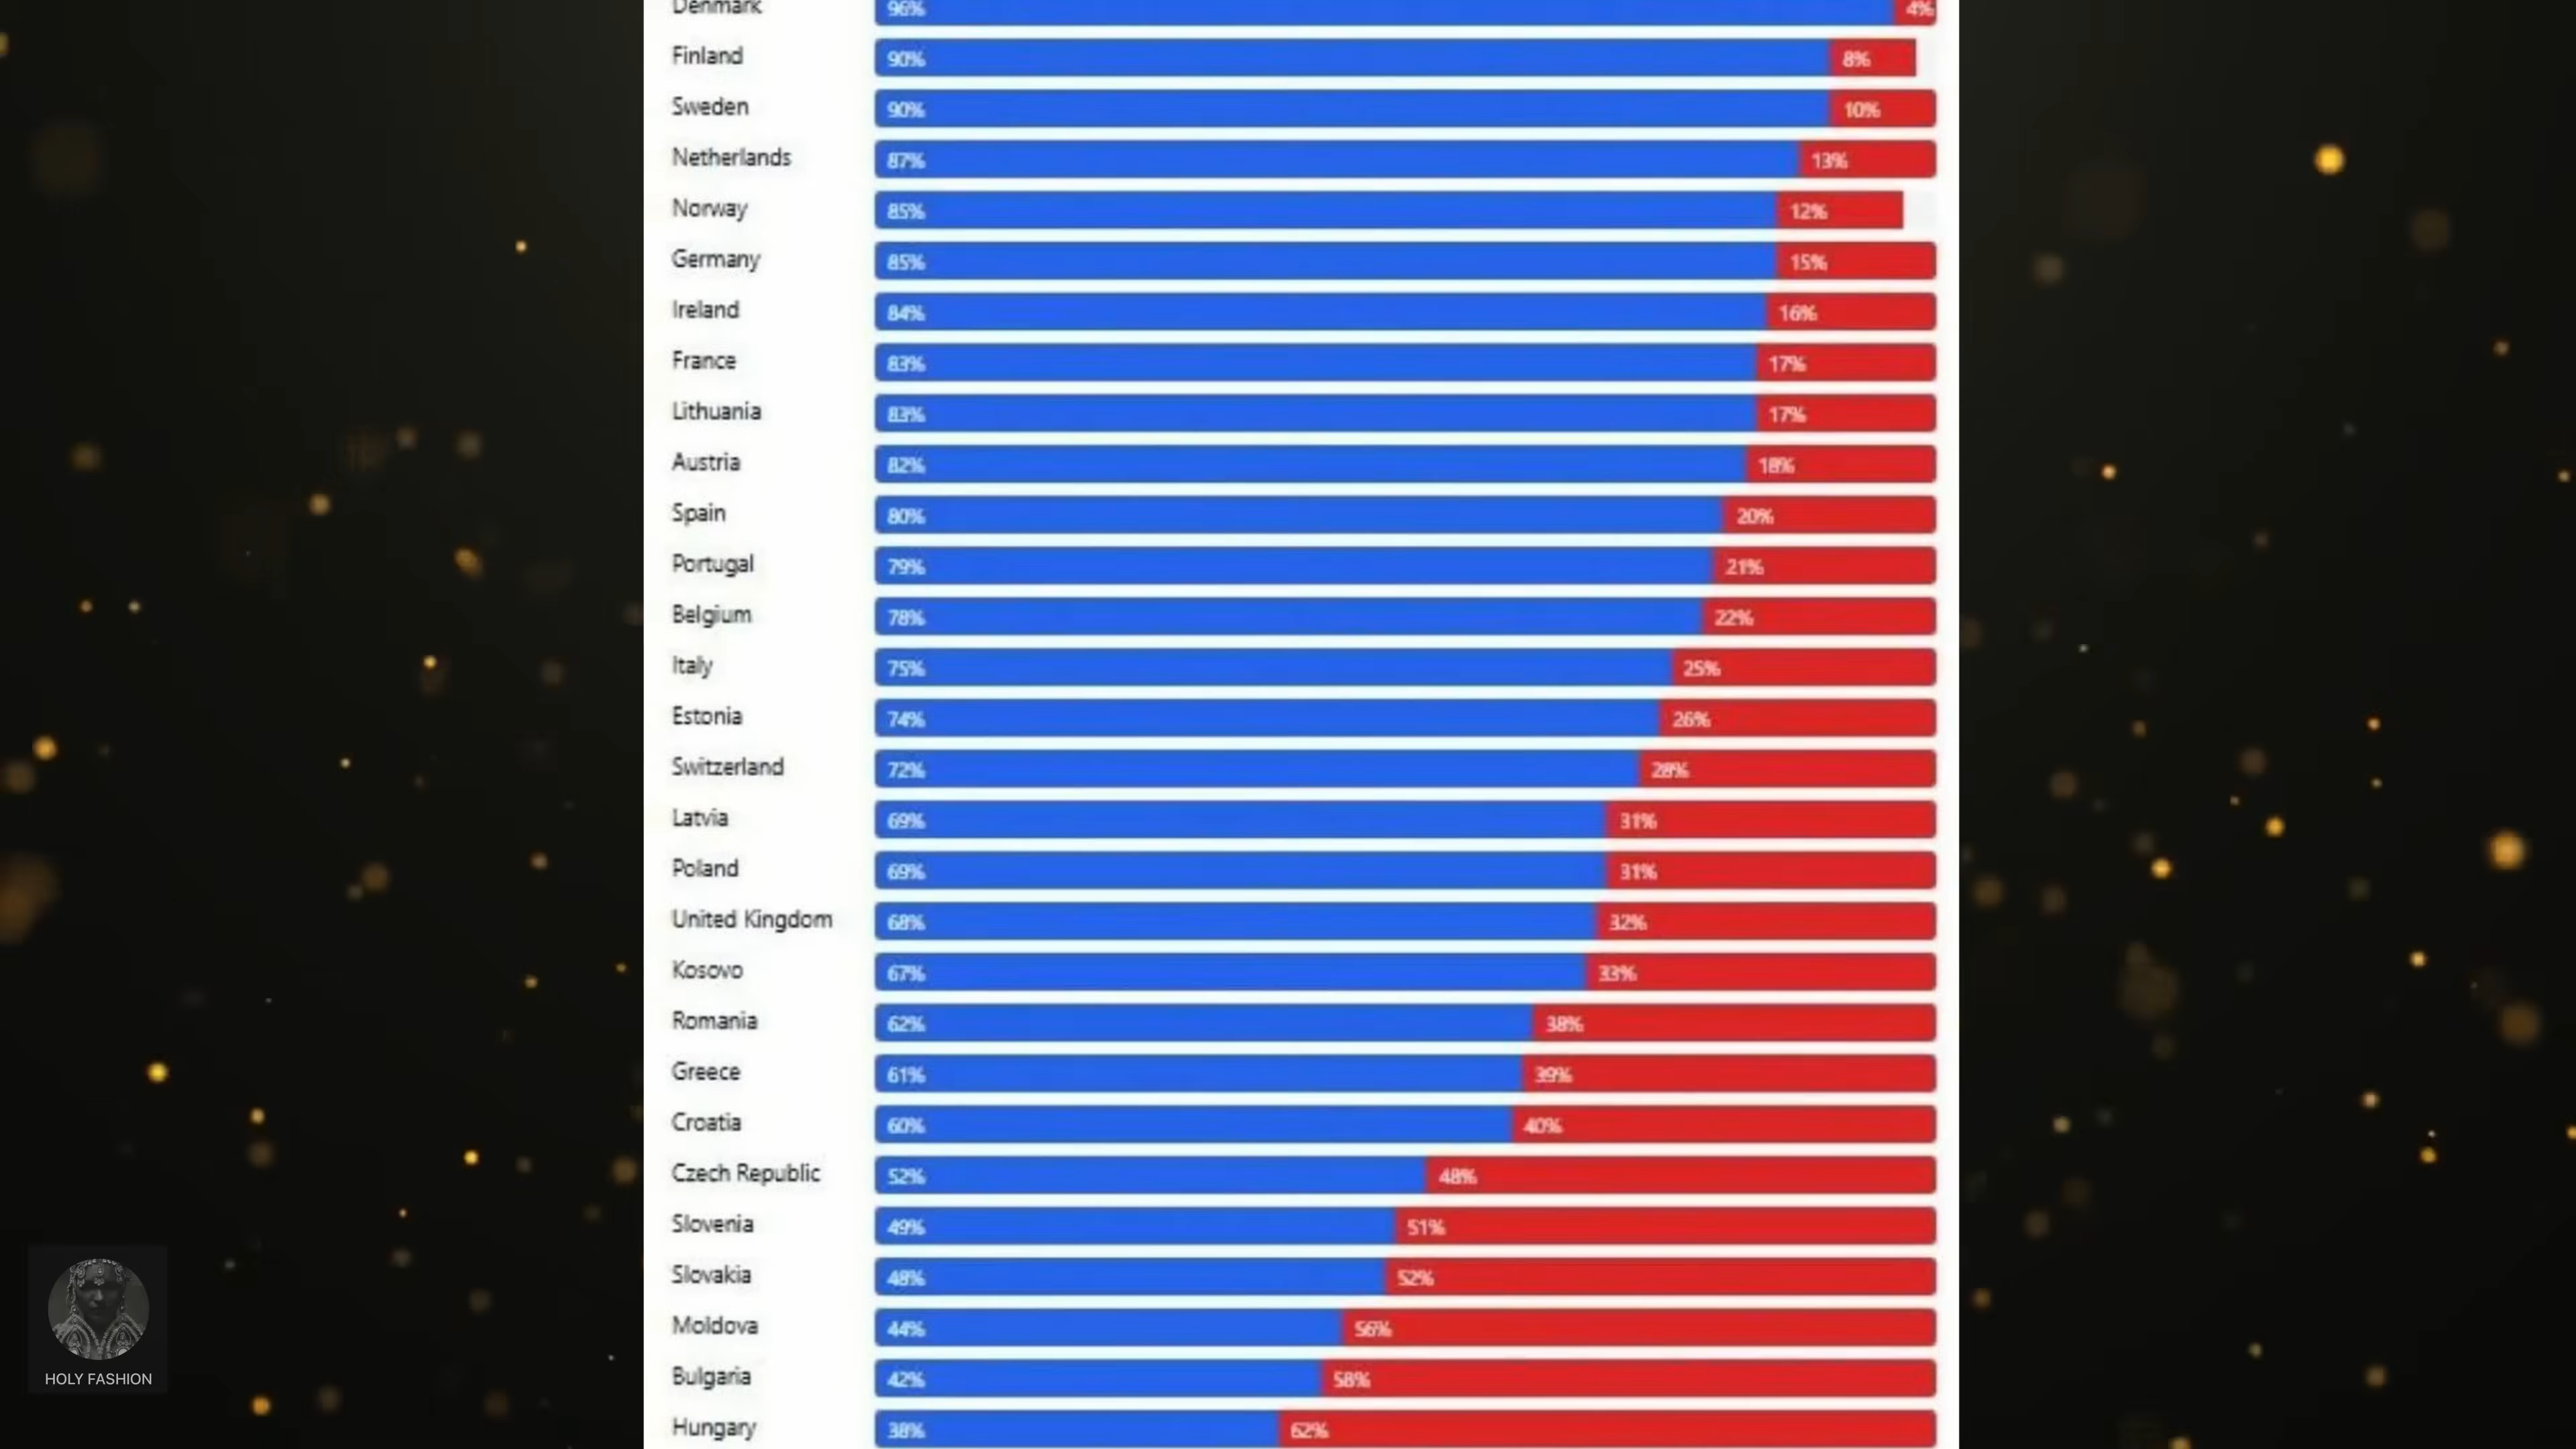 Denmark 96% 4%
Finland 90% 8%
Sweden 90% 10%
Netherlands 87% 13%
Norway 85% 12%
Germany 85% 15%
Ireland 84% 16%
France 83% 17%
Lithuania 83% 17%
Austria 82% 18%
Spain 80% 20%
Portugal 79% 21%
Belgium 78% 22%
Italy 75% 25%
Estonia 74% 26%
Switzerland 72% 28%
Latvia 69% 31%
Poland 69% 31%
United Kingdom 68% 32%
Kosovo 67% 33%
Romania 62% 38%
Greece 61% 39%
Croatia 60% 40%
Czech Republic 52% 48%
Slovenia 49% 51%
Slovakia 48% 52%
Moldova 44% 56%
Bulgaria 42% 58%
Hungary 38% 62%
HOLY FASHION